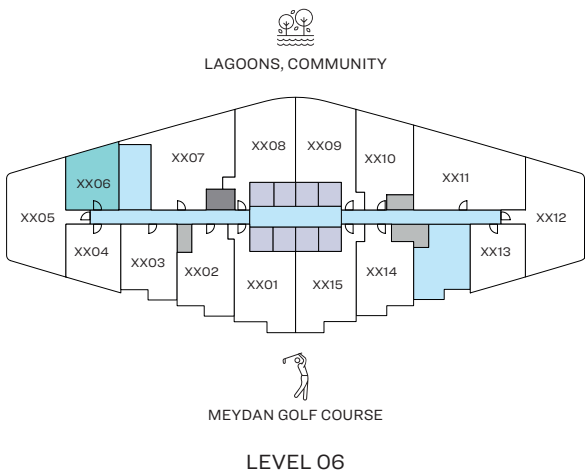 LAGOONS, COMMUNITY
XX08 XX09
XX07 XX10
XX06 XX11
XX05 XX12
XX04 XX03 XX02 XX01 XX15 XX14 XX13
MEYDAN GOLF COURSE
LEVEL 06